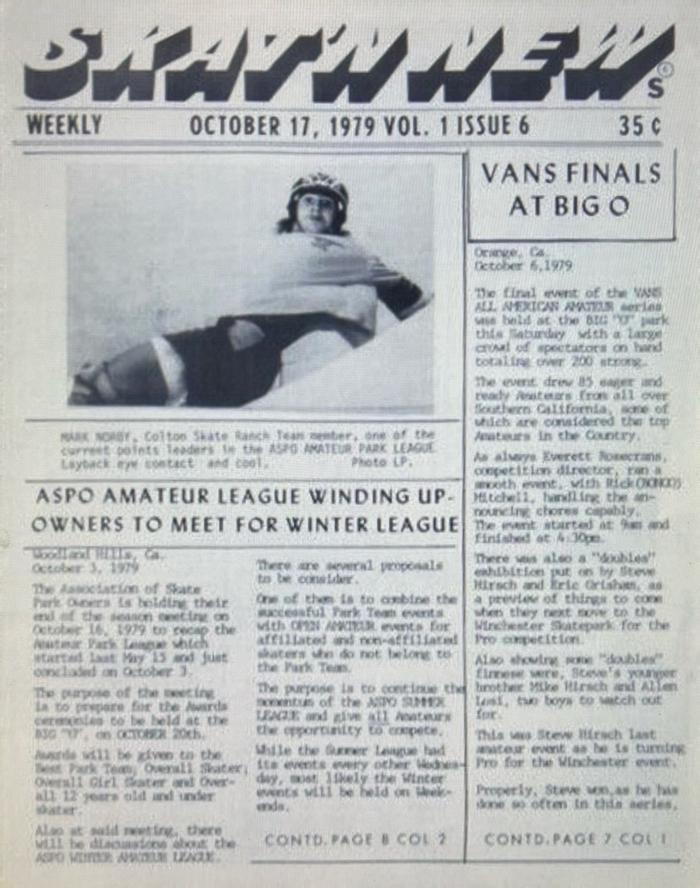 SKAT'N NEWS
WEEKLY OCTOBER 17, 1979 VOL. 1 ISSUE 6 35 ¢
MARK NORBY, Colton Skate Ranch Team member, one of the
current points leaders in the ASPO AMATEUR PARK LEAGUE
Layback eye contact and cool. Photo LP.
ASPO AMATEUR LEAGUE WINDING UP-
OWNERS TO MEET FOR WINTER LEAGUE
Woodland Hills, Ca.
October 3, 1979
The Association of Skate
Park Owners is holding their
end of the season meeting on
October 16, 1979 to recap the
Amateur Park League which
started last May 15 and just
concluded on October 3.
The purpose of the meeting
is to prepare for the Awards
ceremonies to be held at the
BIG "O", on OCTOBER 20th.
Awards will be given to the
Best Park Team; Overall Skater;
Overall Girl Skater and Over-
all 12 years old and under
skater.
Also at said meeting, there
will be discussions about the
ASPO WINTER AMATEUR LEAGUE.
There are several proposals
to be consider.
One of them is to combine the
successful Park Team events
with OPEN AMATEUR events for
affiliated and non-affiliated
skaters who do not belong to
the Park Team.
The purpose is to continue the
momentum of the ASPO SUMMER
LEAGUE and give all Amateurs
the opportunity to compete.
While the Summer League had
its events every other Wednes-
day, most likely the Winter
events will be held on Week-
ends.
CONTD. PAGE 8 COL 2
VANS FINALS
AT BIG O
Orange, Ca.
October 6, 1979
The final event of the VANS
ALL AMERICAN AMATEUR series
was held at the BIG "O" park
this Saturday with a large
crowd of spectators on hand
totaling over 200 strong.
The event drew 85 eager and
ready Amateurs from all over
Southern California, some of
which are considered the top
Amateurs in the Country.
As always Everett Rosecrans,
competition director, ran a
smooth event, with Rick (BONGO)
Mitchell, handling the an-
nouncing chores capably.
The event started at 9am and
finished at 4:30pm.
There was also a "doubles"
exhibition put on by Steve
Hirsch and Eric Grisham, as
a preview of things to come
when they next move to the
Winchester Skatepark for the
Pro competition.
Also showing some "doubles"
finnese were, Steve's younger
brother Mike Hirsch and Allen
Losi, two boys to watch out
for.
This was Steve Hirsch last
amateur event as he is turning
Pro for the Winchester event.
Properly, Steve won,as he has
done so often in this series,
CONTD. PAGE 7 COL 1